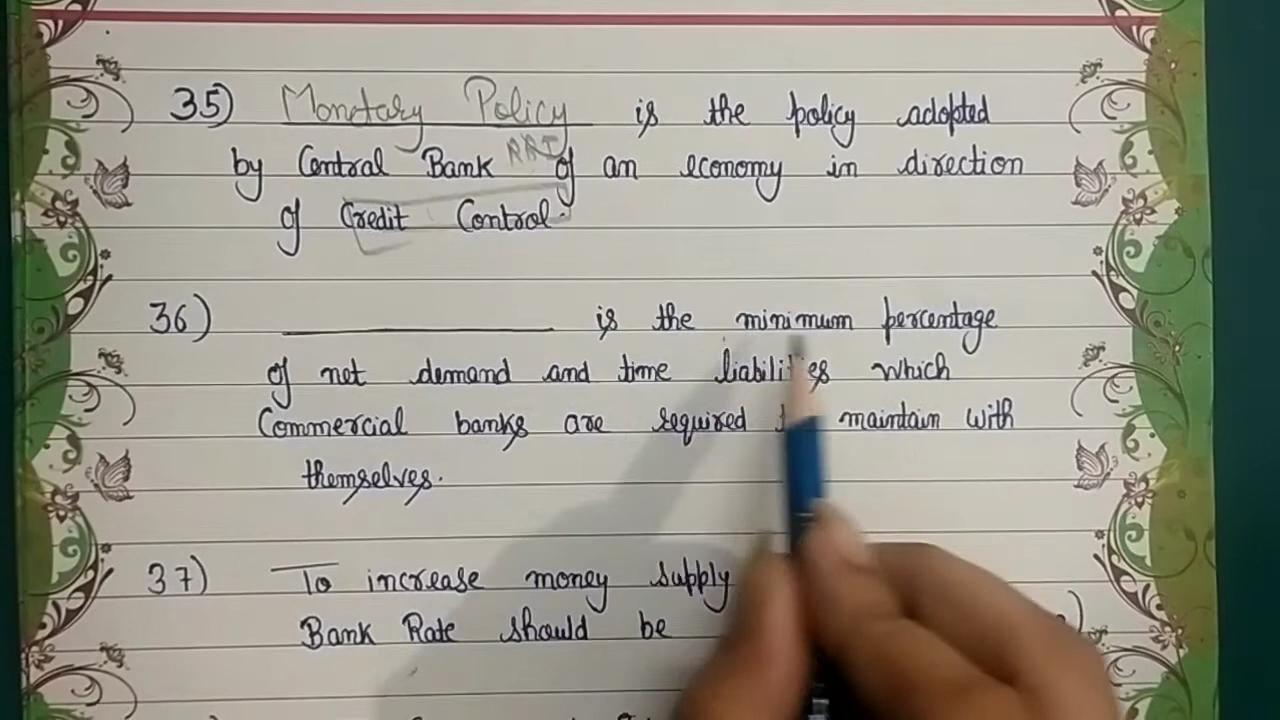 35) Monetary Policy is the policy adopted
by Central Bank RBI of an economy in direction
of Credit Control.
36) ____________ is the minimum percentage
of net demand and time liabilities which
Commercial banks are required maintain with
themselves.
37) To increase money supply
Bank Rate should be